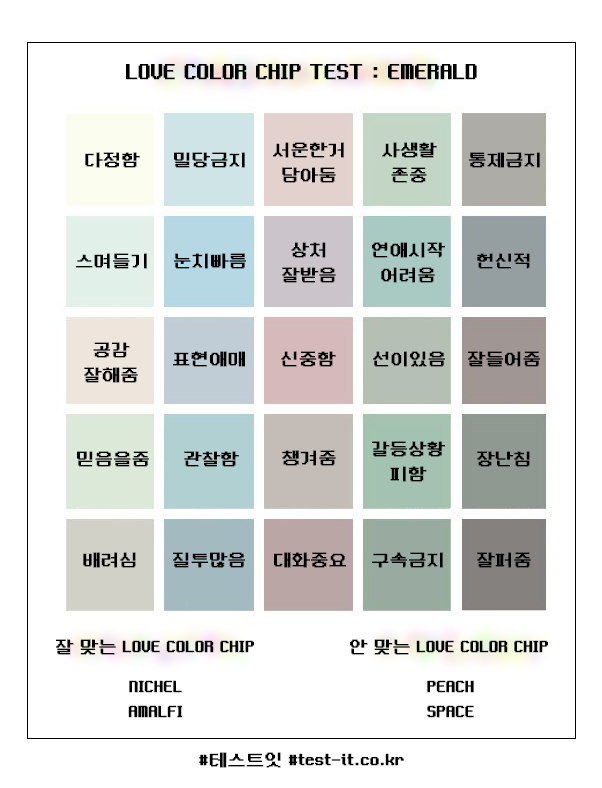 LOVE COLOR CHIP TEST : EMERALD
다정함
밀당금지
서운한거
담아둠
사생활
존중
통제금지
스며들기
눈치빠름
상처
잘받음
연애시작
어려움
헌신적
공감
잘해줌
표현애매
신중함
선이있음
잘들어줌
믿음을줌
관찰함
챙겨줌
갈등상황
피함
장난침
배려심
질투많음
대화중요
구속금지
잘퍼줌
잘 맞는 LOVE COLOR CHIP
안 맞는 LOVE COLOR CHIP
NICHEL
PEACH
AMALFI
SPACE
#테스트잇 #test-it.co.kr